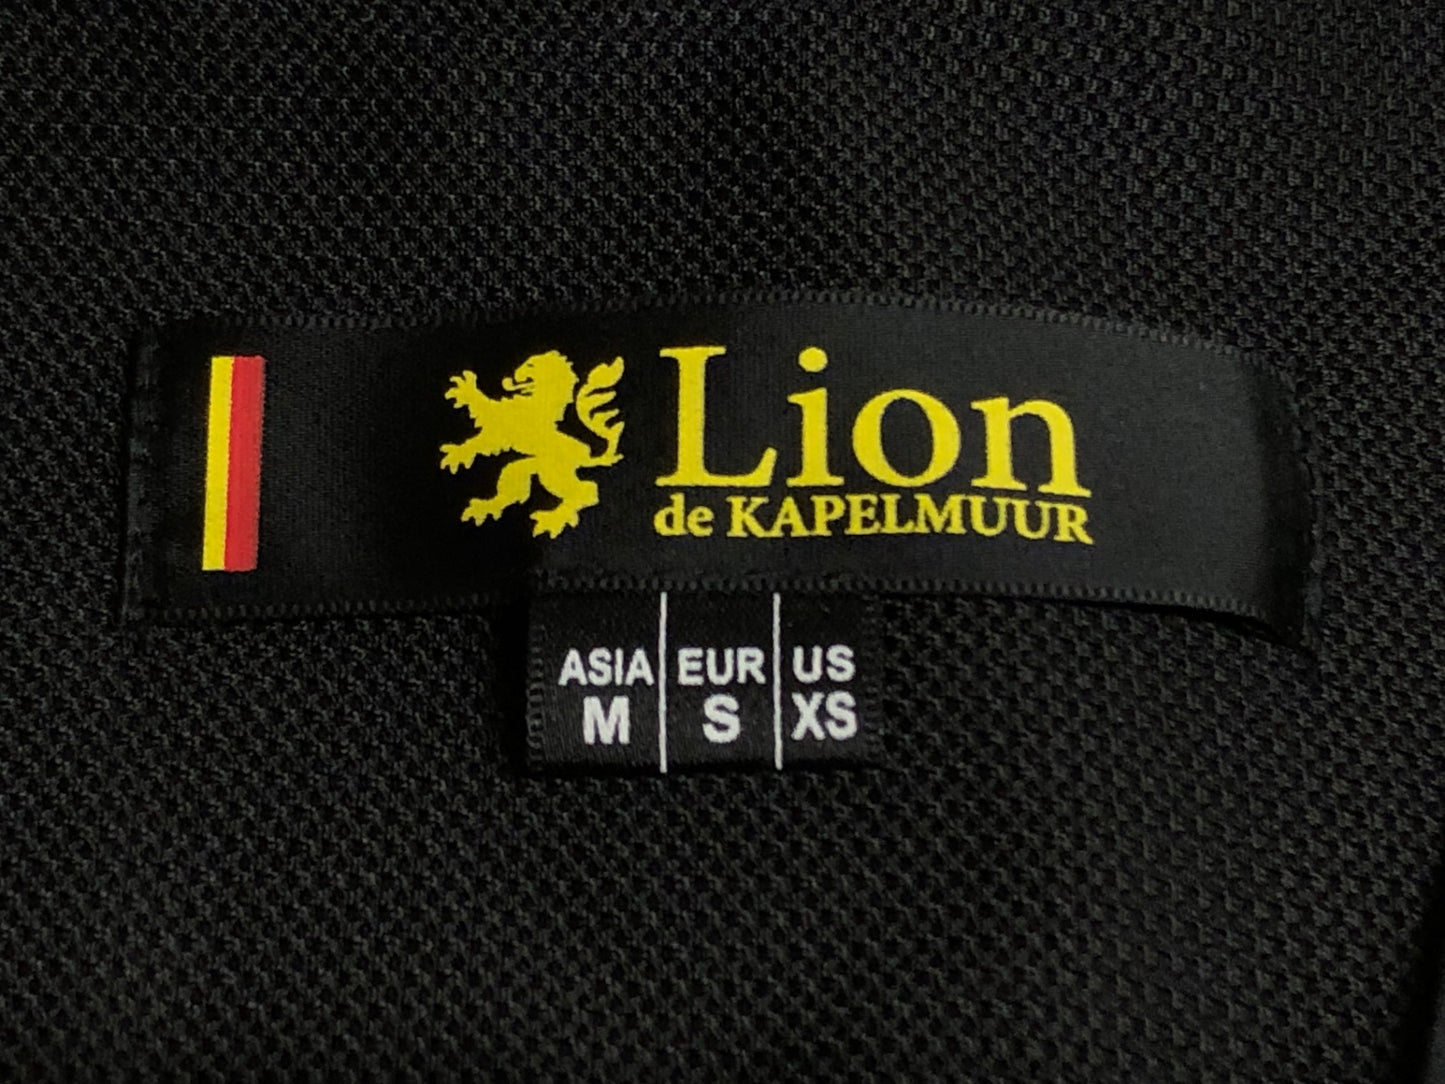 Lion
de KAPELMUUR
ASIA EUR US
M S XS